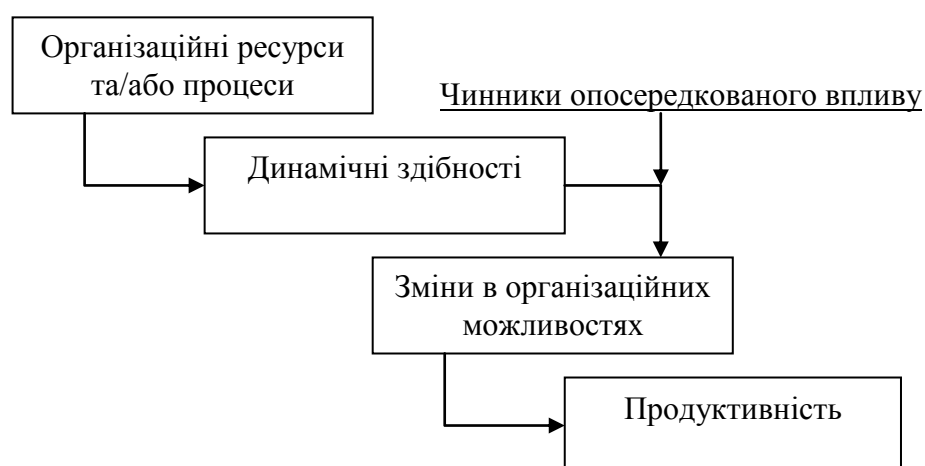 Організаційні ресурси
та/або процеси
Чинники опосередкованого впливу
Динамічні здібності
Зміни в організаційних
можливостях
Продуктивність